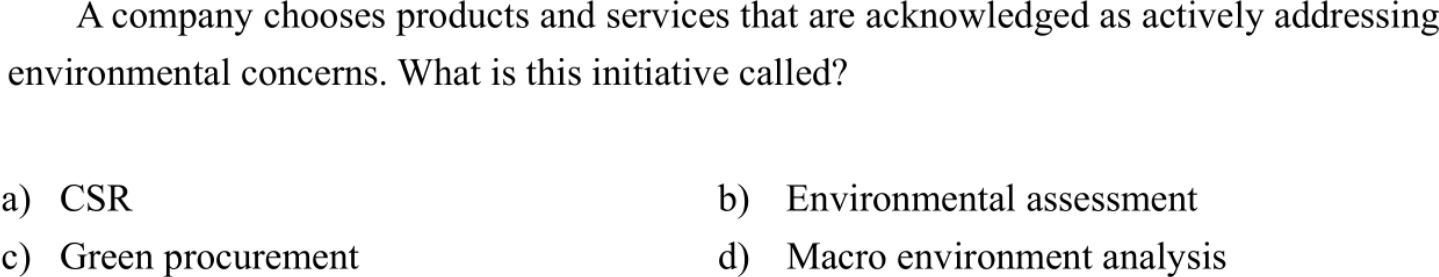 A company chooses products and services that are acknowledged as actively addressing
environmental concerns. What is this initiative called?
a) CSR b) Environmental assessment
c) Green procurement d) Macro environment analysis